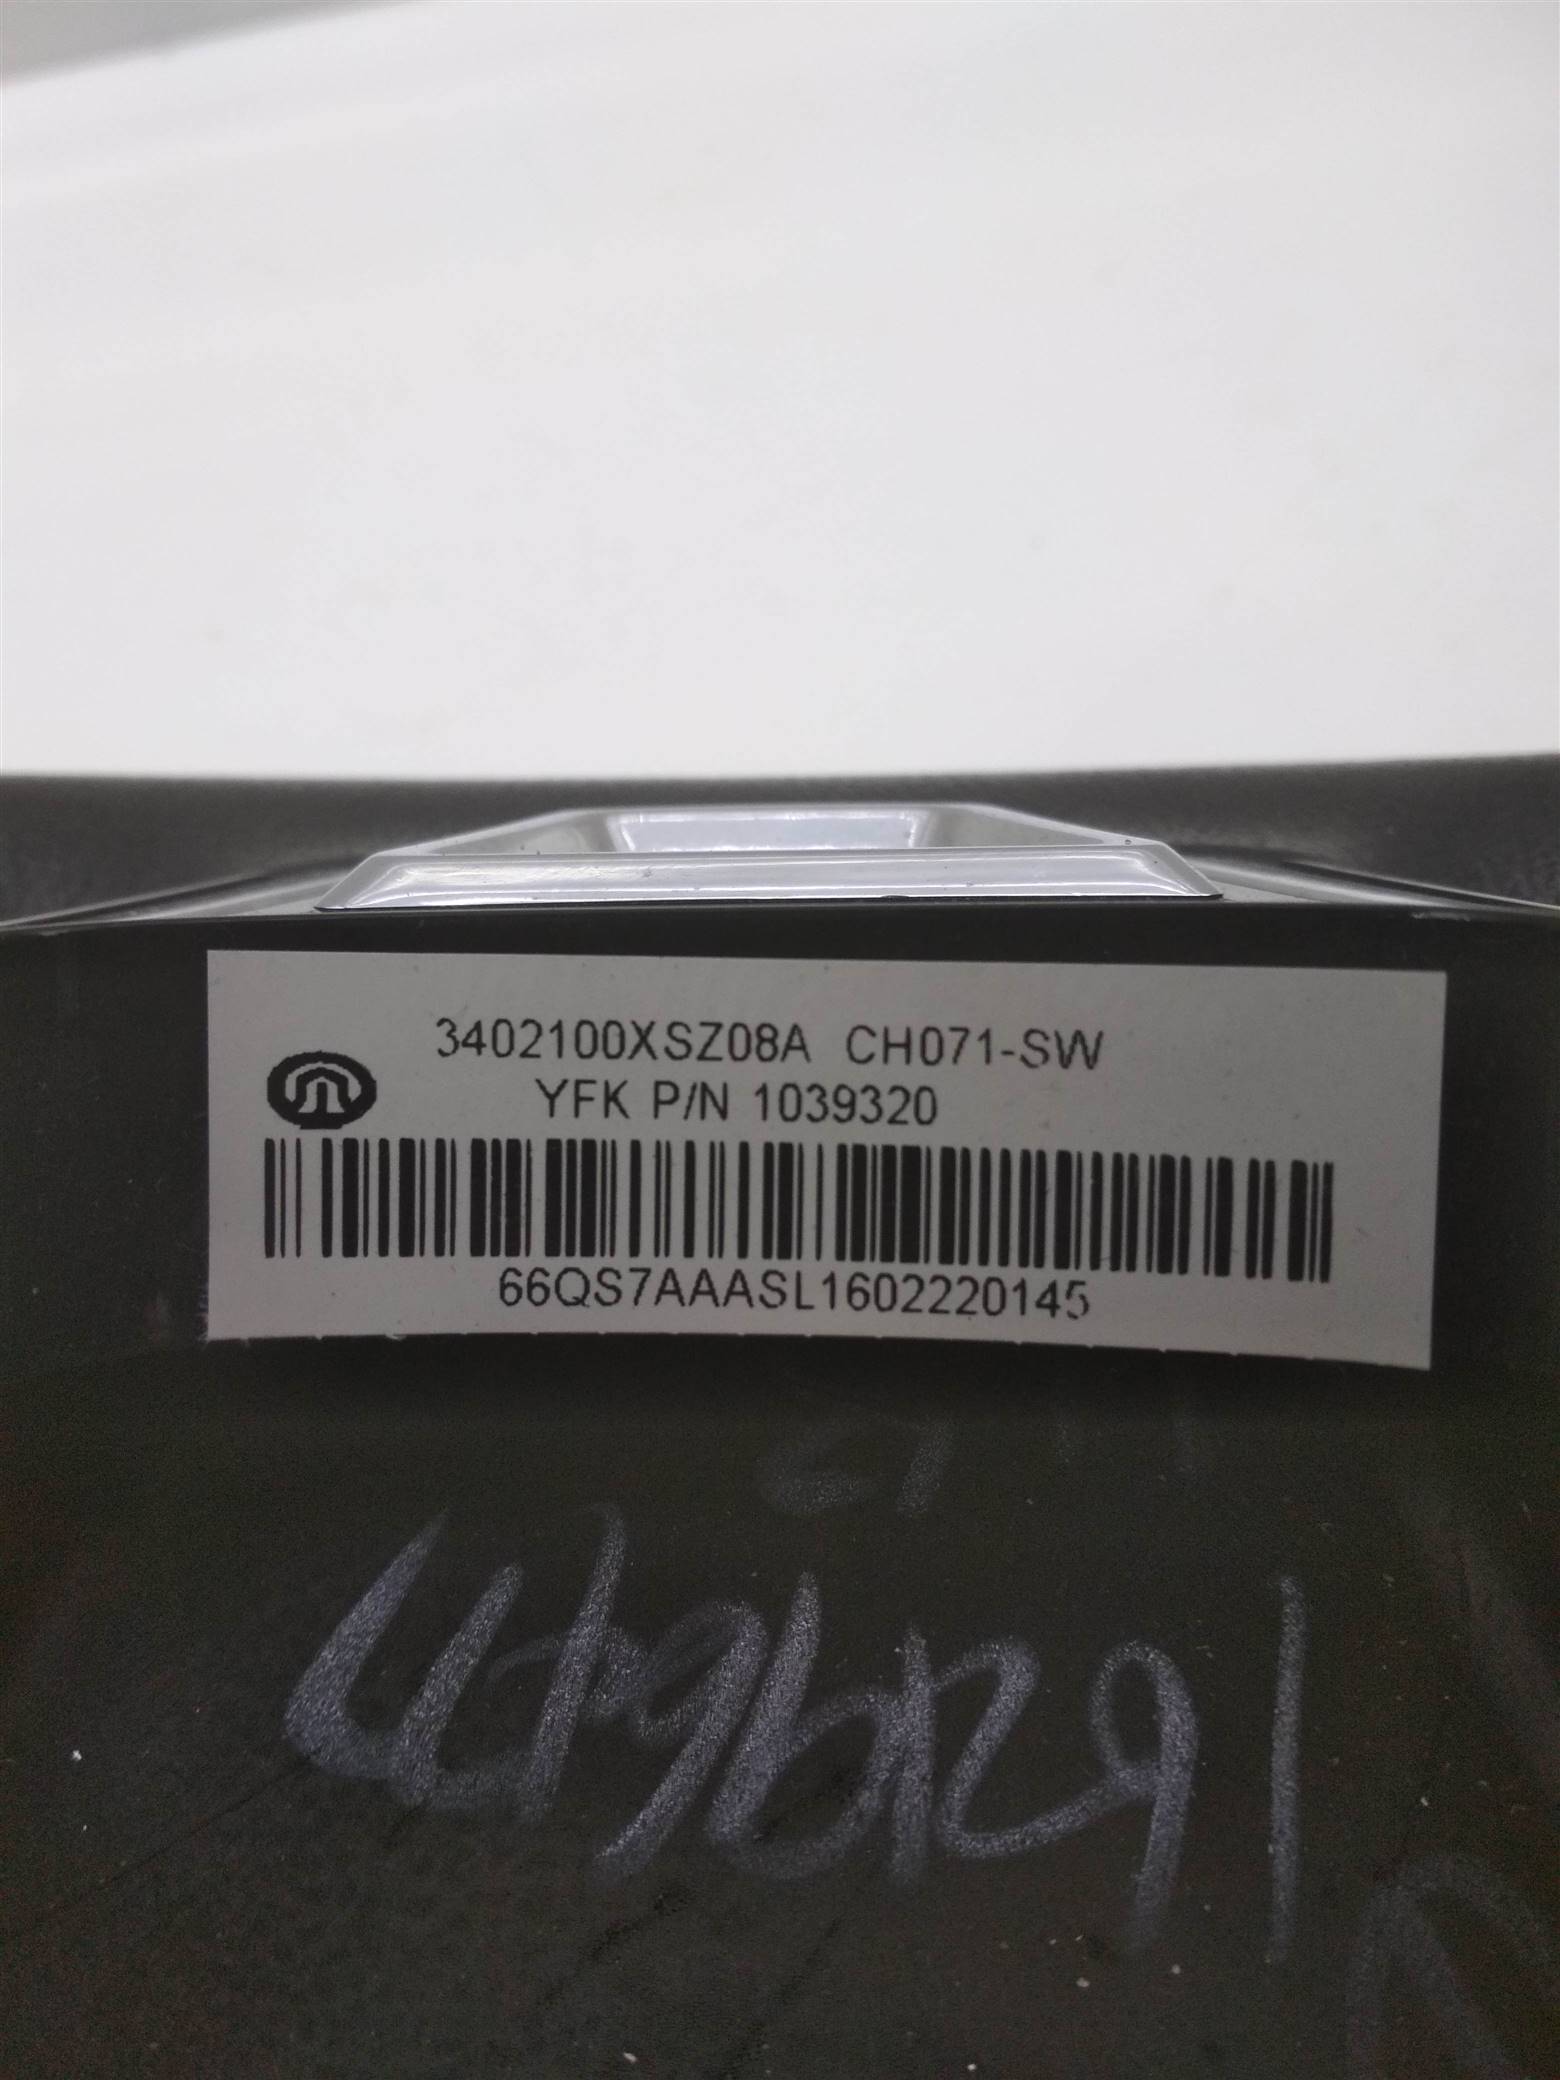 3402100XSZ08A CH071-SW
YFK P/N 1039320
66QS7AAASL1602220145